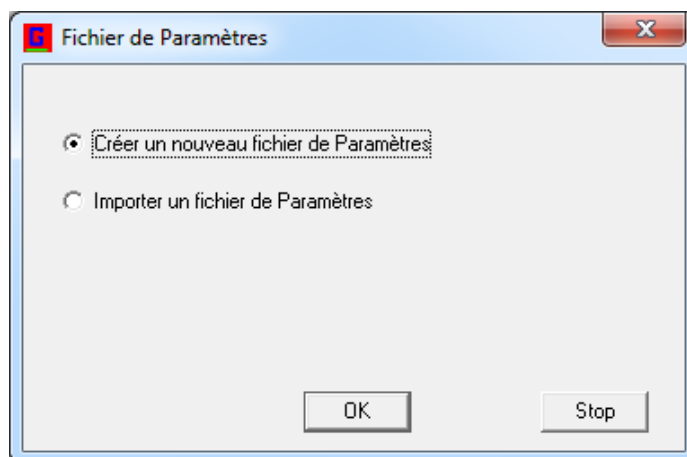 G Fichier de Paramètres
Créer un nouveau fichier de Paramètres
Importer un fichier de Paramètres
OK Stop